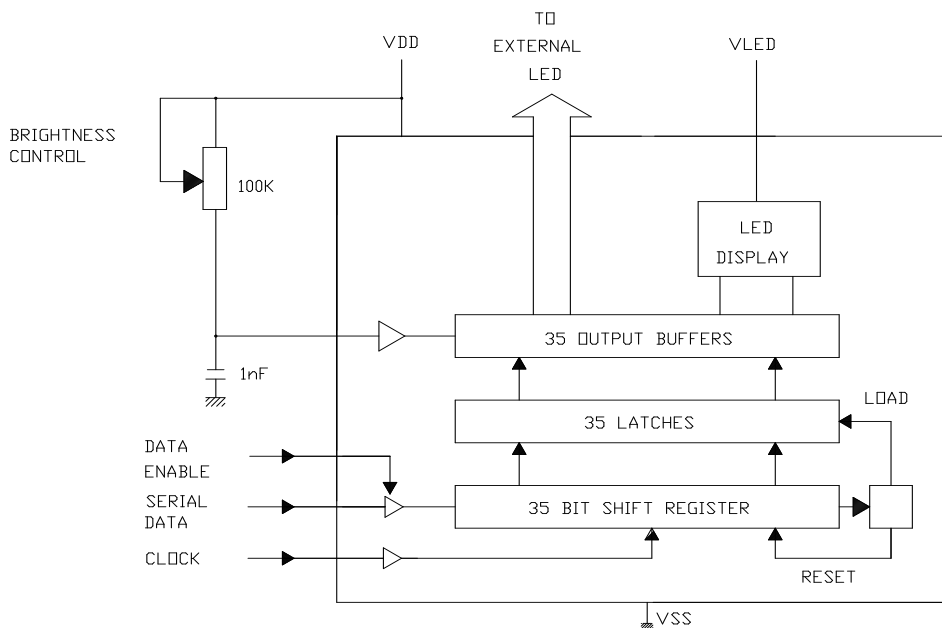 TO
EXTERNAL
LED
VDD
VLED
BRIGHTNESS
CONTROL
100K
LED
DISPLAY
35 OUTPUT BUFFERS
1nF
LOAD
35 LATCHES
DATA
ENABLE
SERIAL
DATA
35 BIT SHIFT REGISTER
CLOCK
RESET
VSS